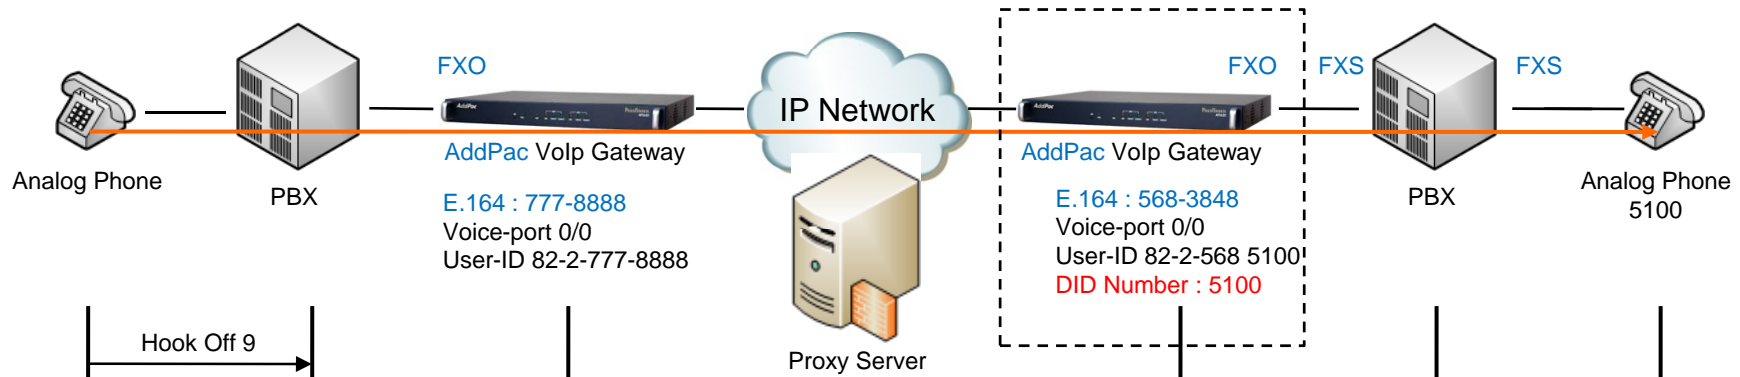 FXO
FXO
FXS
FXS
AddPac
IP Network
AddPac
AddPac VoIp Gateway
AddPac VoIp Gateway
Analog Phone
PBX
E.164 : 777-8888
Voice-port 0/0
User-ID 82-2-777-8888
E.164 : 568-3848
Voice-port 0/0
User-ID 82-2-568 5100
DID Number : 5100
PBX
Analog Phone
5100
Hook Off 9
Proxy Server